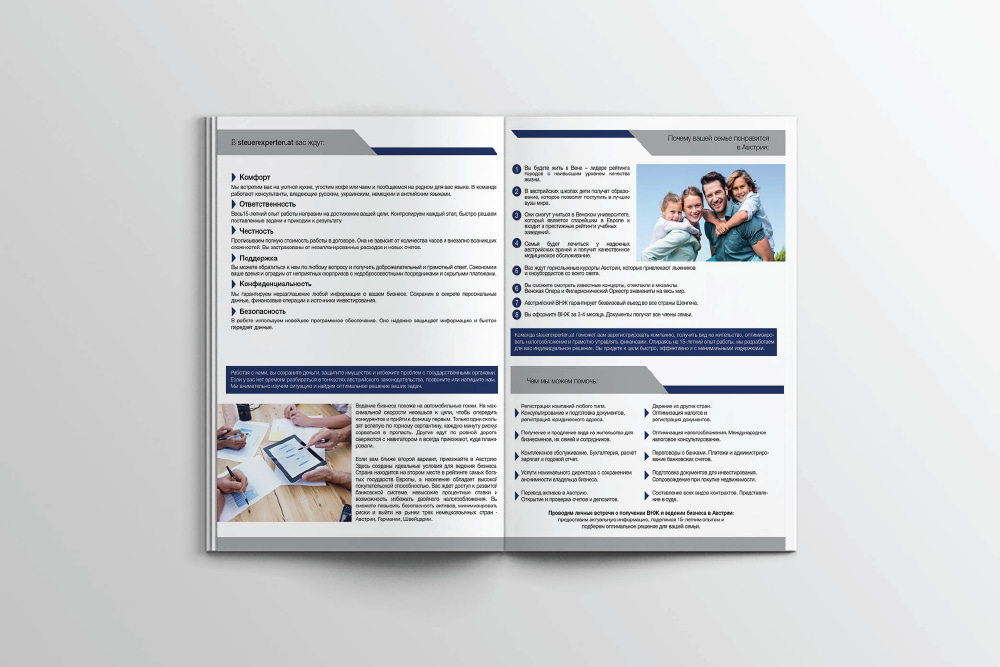 В steuerexperten.at вас ждут:
Комфорт
Мы встретим вас на уютной кухне, угостим кофе или чаем и пообщаемся на родном для вас языке. В команде
работают консультанты, владеющие русским, украинским, немецким и английским языками.
Ответственность
Весь 15-летний опыт работы направим на достижения вашей цели. Контролируем каждый этап, быстро решаем
поставленные задачи и приходим к результату.
Честность
Прописываем полную стоимость работы в договоре. Она не зависит от количества часов и внезапно возникших
сложностей. Вы застрахованы от незапланированных расходов и новых счетов.
Поддержка
Вы можете обратиться к нам по любому вопросу и получить доброжелательный и грамотный ответ. Сэкономим
ваше время и оградим от неприятных сюрпризов с недобросовестными посредниками и скрытыми платежами.
Конфиденциальность
Мы гарантируем неразглашение любой информации о вашем бизнесе. Сохраним в секрете персональные
данные, финансовые операции и источники инвестирования.
Безопасность
В работе используем новейшее программное обеспечение. Оно надежно защищает информацию и быстро
передает данные.
Работая с нами, вы сохраните деньги, защитите имущество и избежите проблем с государственными органами.
Если у вас нет времени разбираться в тонкостях австрийского законодательства, позвоните или напишите нам.
Мы внимательно изучим ситуацию и найдем оптимальное решение ваших задач.
Ведение бизнеса похоже на автомобильные гонки. На мак-
симальной скорости несешься к цели, чтобы опередить
конкурентов и прийти к финишу первым. Только одни сколь-
зят вслепую по горному серпантину, каждую минуту рискуя
сорваться в пропасть. Другие едут по ровной дороге,
сверяются с навигатором и всегда приезжают, куда плани-
ровали.
Если вам ближе второй вариант, приезжайте в Австрию.
Здесь созданы идеальные условия для ведения бизнеса.
Страна находится на втором месте в рейтинге самых бога-
тых государств Европы, а население обладает высокой
покупательской способностью. Вас ждут доступ к развитой
банковской системе, невысокие процентные ставки и
возможность избежать двойного налогообложения. Вы
сможете повысить безопасность активов, минимизировать
риски и выйти на рынки трех немецкоязычных стран -
Австрии, Германии, Швейцарии.
Почему вашей семье понравится
в Австрии:
1 Вы будете жить в Вене – лидере рейтинга
городов с наивысшим уровнем качества
жизни.
2 В австрийских школах дети получат образо-
вание, которое позволит поступить в лучшие
вузы мира.
3 Они смогут учиться в Венском университете,
который является старейшим в Европе и
входит в престижные рейтинги учебных
заведений.
4 Семья будет лечиться у надежных
австрийских врачей и получит качественное
медицинское обслуживание.
5 Вас ждут горнолыжные курорты Австрии, которые привлекают лыжников
и сноубордистов со всего света.
6 Вы сможете смотреть известные концерты, спектакли и мюзиклы.
Венская Опера и Филармонический Оркестр знамениты на весь мир.
7 Австрийский ВНЖ гарантирует безвизовый въезд во все страны Шенгена.
8 Вы оформите ВНЖ за 3-4 месяца. Документы получат все члены семьи.
Команда steuerexperten.at поможет вам зарегистрировать компанию, получить вид на жительство, оптимизиро-
вать налогообложение и грамотно управлять финансами. Опираясь на 15-летний опыт работы, мы разработаем
для вас индивидуальное решение. Вы придете к цели быстро, эффективно и с минимальными издержками.
Чем мы можем помочь:
Регистрации компаний любого типа.
Консультирование и подготовка документов,
регистрация юридического адреса.
Получение и продление вида на жительство для
бизнесменов, их семей и сотрудников.
Комплексное обслуживание. Бухгалтерия, расчет
зарплат и годовой отчет.
Услуги номинального директора с сохранением
анонимности владельца бизнеса.
Перевод активов в Австрию.
Открытие и проверка счетов и депозитов.
Дарение из других стран.
Оптимизация налогов и
регистрация документов.
Оптимизация налогообложения. Международное
налоговое консультирование.
Переговоры с банками. Платежи и администриро-
вание банковских счетов.
Подготовка документов для инвестирования.
Сопровождение при покупке недвижимости.
Составление всех видов контрактов. Представле-
ние в суде.
Проводим личные встречи о получении ВНЖ и ведении бизнеса в Австрии:
предоставим актуальную информацию, поделимся 15-летним опытом и
подберем оптимальное решение для вашей семьи.